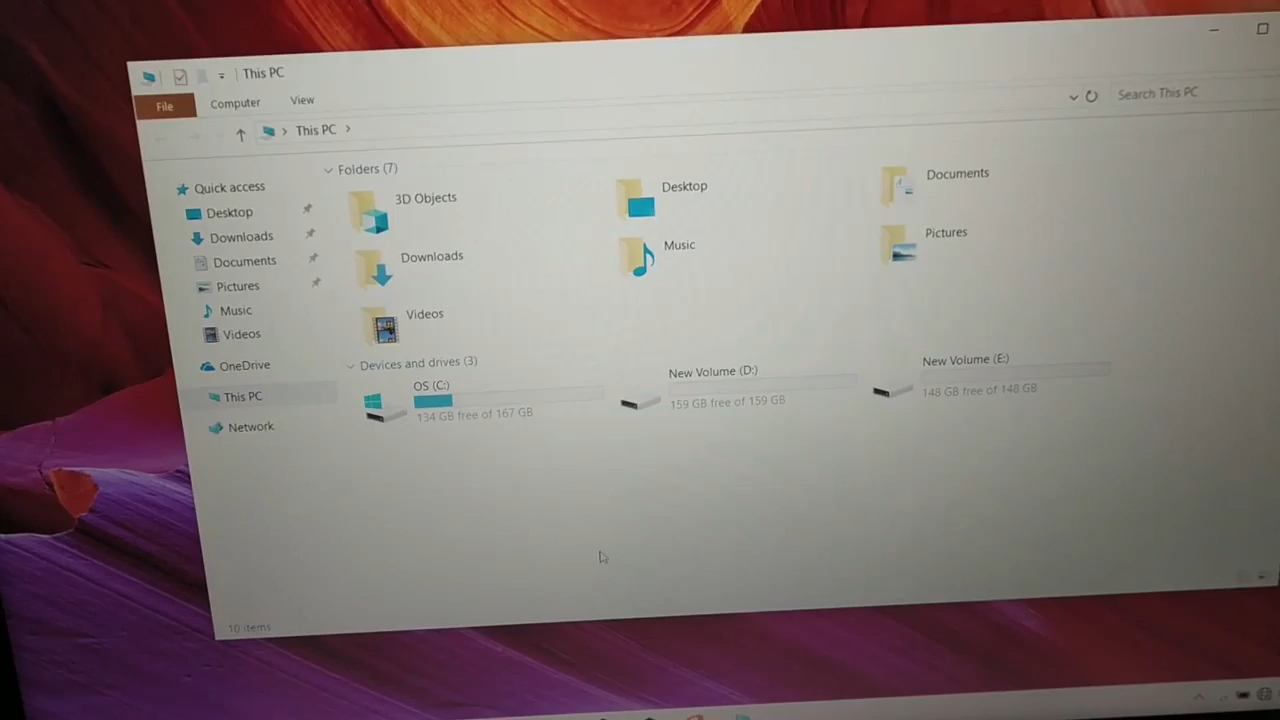 This PC
File
Computer
View
This PC
Search This PC
Quick access
Desktop
Downloads
Documents
Pictures
Music
Videos
OneDrive
This PC
Network
Folders (7)
3D Objects
Desktop
Documents
Downloads
Music
Pictures
Videos
Devices and drives (3)
OS (C:)
134 GB free of 167 GB
New Volume (D:)
159 GB free of 159 GB
New Volume (E:)
148 GB free of 148 GB
10 items